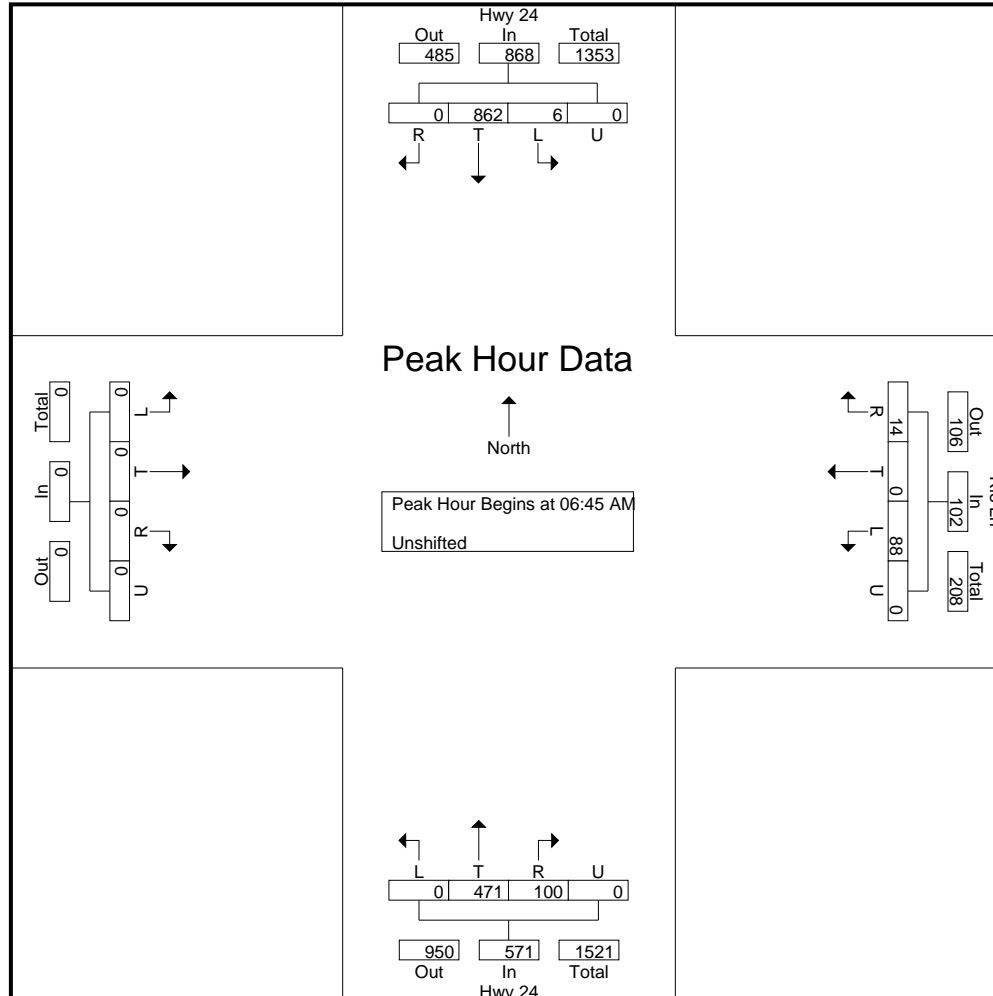 Hwy 24
Out In Total
485 868 1353
0 862 6 0
R T L U
Peak Hour Data
North
Peak Hour Begins at 06:45 AM
Unshifted
Total In Out
0 0 0
0 0 0 0
L T R U
R T L U
14 0 88 0
106 102 208
Out In Total
L T R U
0 471 100 0
950 571 1521
Out In Total
Hwy 24